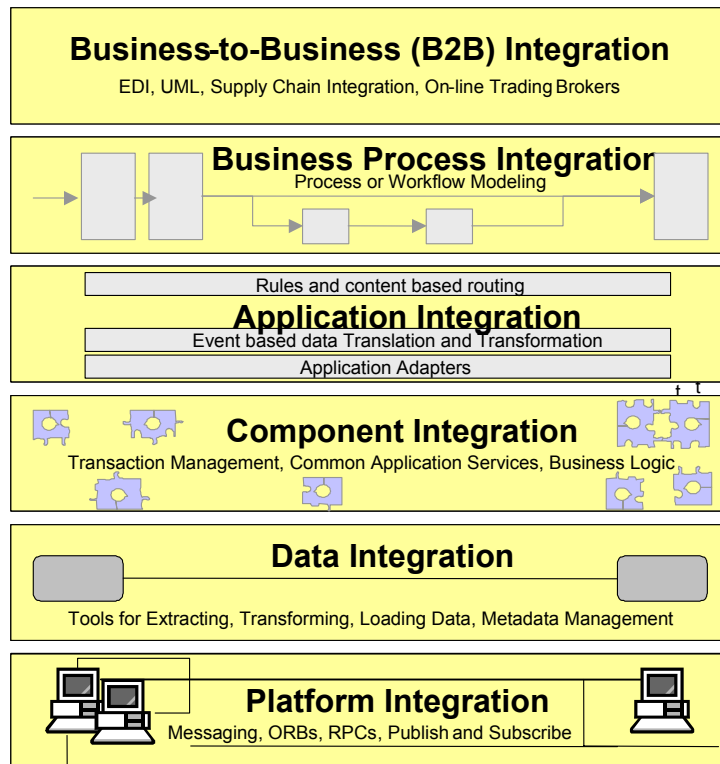 Business-to-Business (B2B) Integration
EDI, UML, Supply Chain Integration, On-line Trading Brokers
Business Process Integration
Process or Workflow Modeling
Rules and content based routing
Application Integration
Event based data Translation and Transformation
Application Adapters
t t
Component Integration
Transaction Management, Common Application Services, Business Logic
Data Integration
Tools for Extracting, Transforming, Loading Data, Metadata Management
Platform Integration
Messaging, ORBs, RPCs, Publish and Subscribe